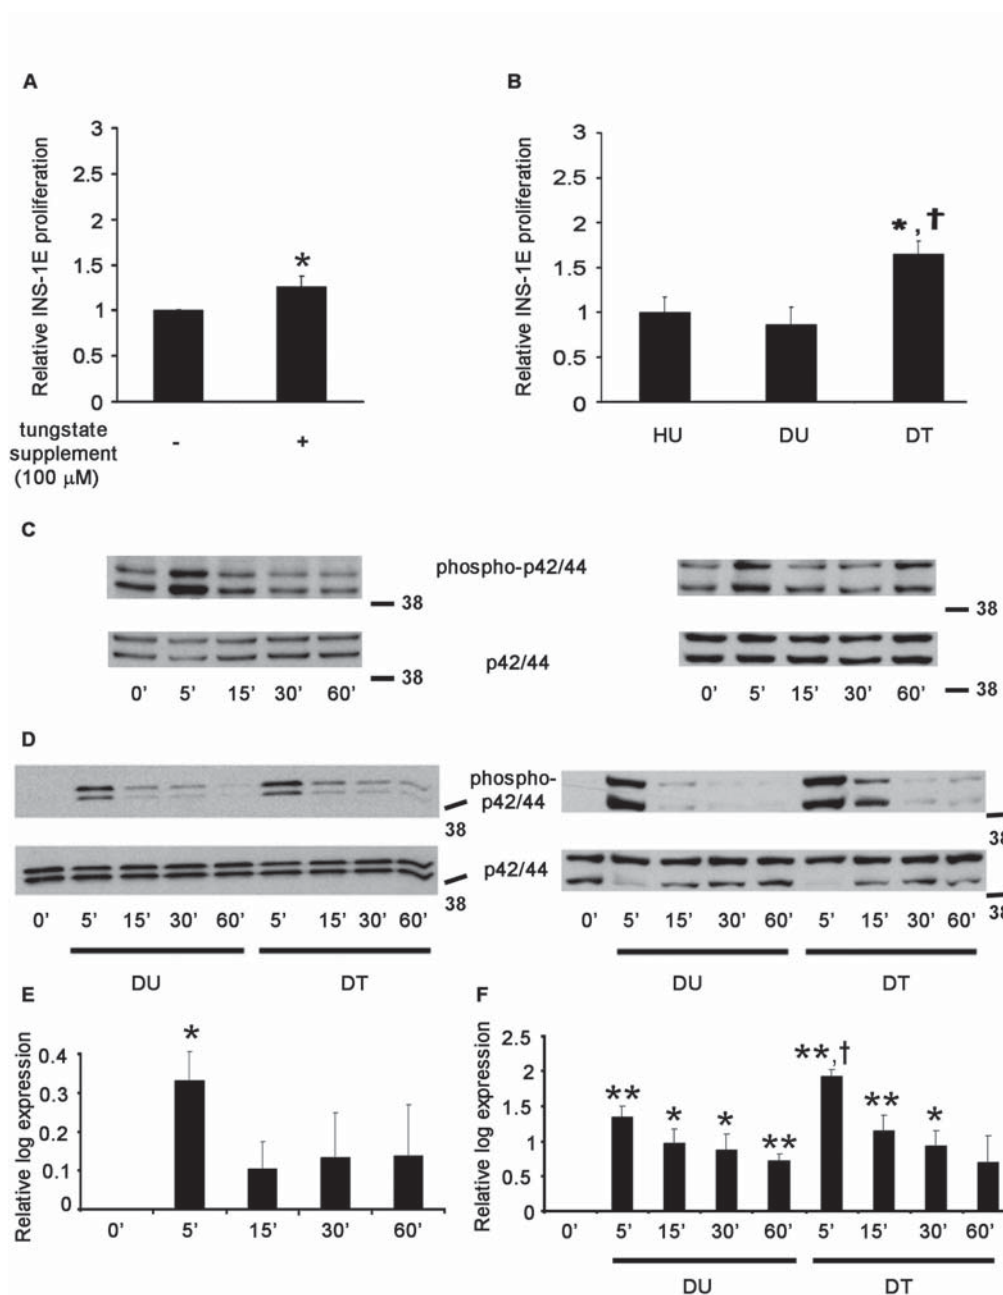 A
Relative INS-1E proliferation
3
2.5
2
1.5
1
0.5
0
*
tungstate
supplement
(100 μM)
- +
B
Relative INS-1E proliferation
3
2.5
2
1.5
1
0.5
0
*,†
HU DU DT
C
phospho-p42/44
38
38
p42/44
38
38
0' 5' 15' 30' 60'
0' 5' 15' 30' 60'
D
phospho-
p42/44
38
38
p42/44
38
38
0' 5' 15' 30' 60' 5' 15' 30' 60'
DU DT
0' 5' 15' 30' 60' 5' 15' 30' 60'
DU DT
E
Relative log expression
0.4
0.3
0.2
0.1
0
*
0' 5' 15' 30' 60'
F
Relative log expression
2.5
2
1.5
1
0.5
0
** * * ** **,† ** *
0' 5' 15' 30' 60' 5' 15' 30' 60'
DU DT